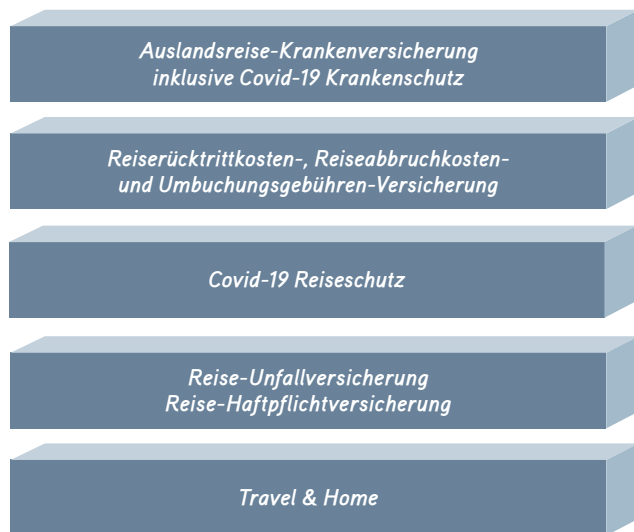 Auslandsreise-Krankenversicherung
inklusive Covid-19 Krankenschutz
Reiserücktrittkosten-, Reiseabbruchkosten-
und Umbuchungsgebühren-Versicherung
Covid-19 Reiseschutz
Reise-Unfallversicherung
Reise-Haftpflichtversicherung
Travel & Home